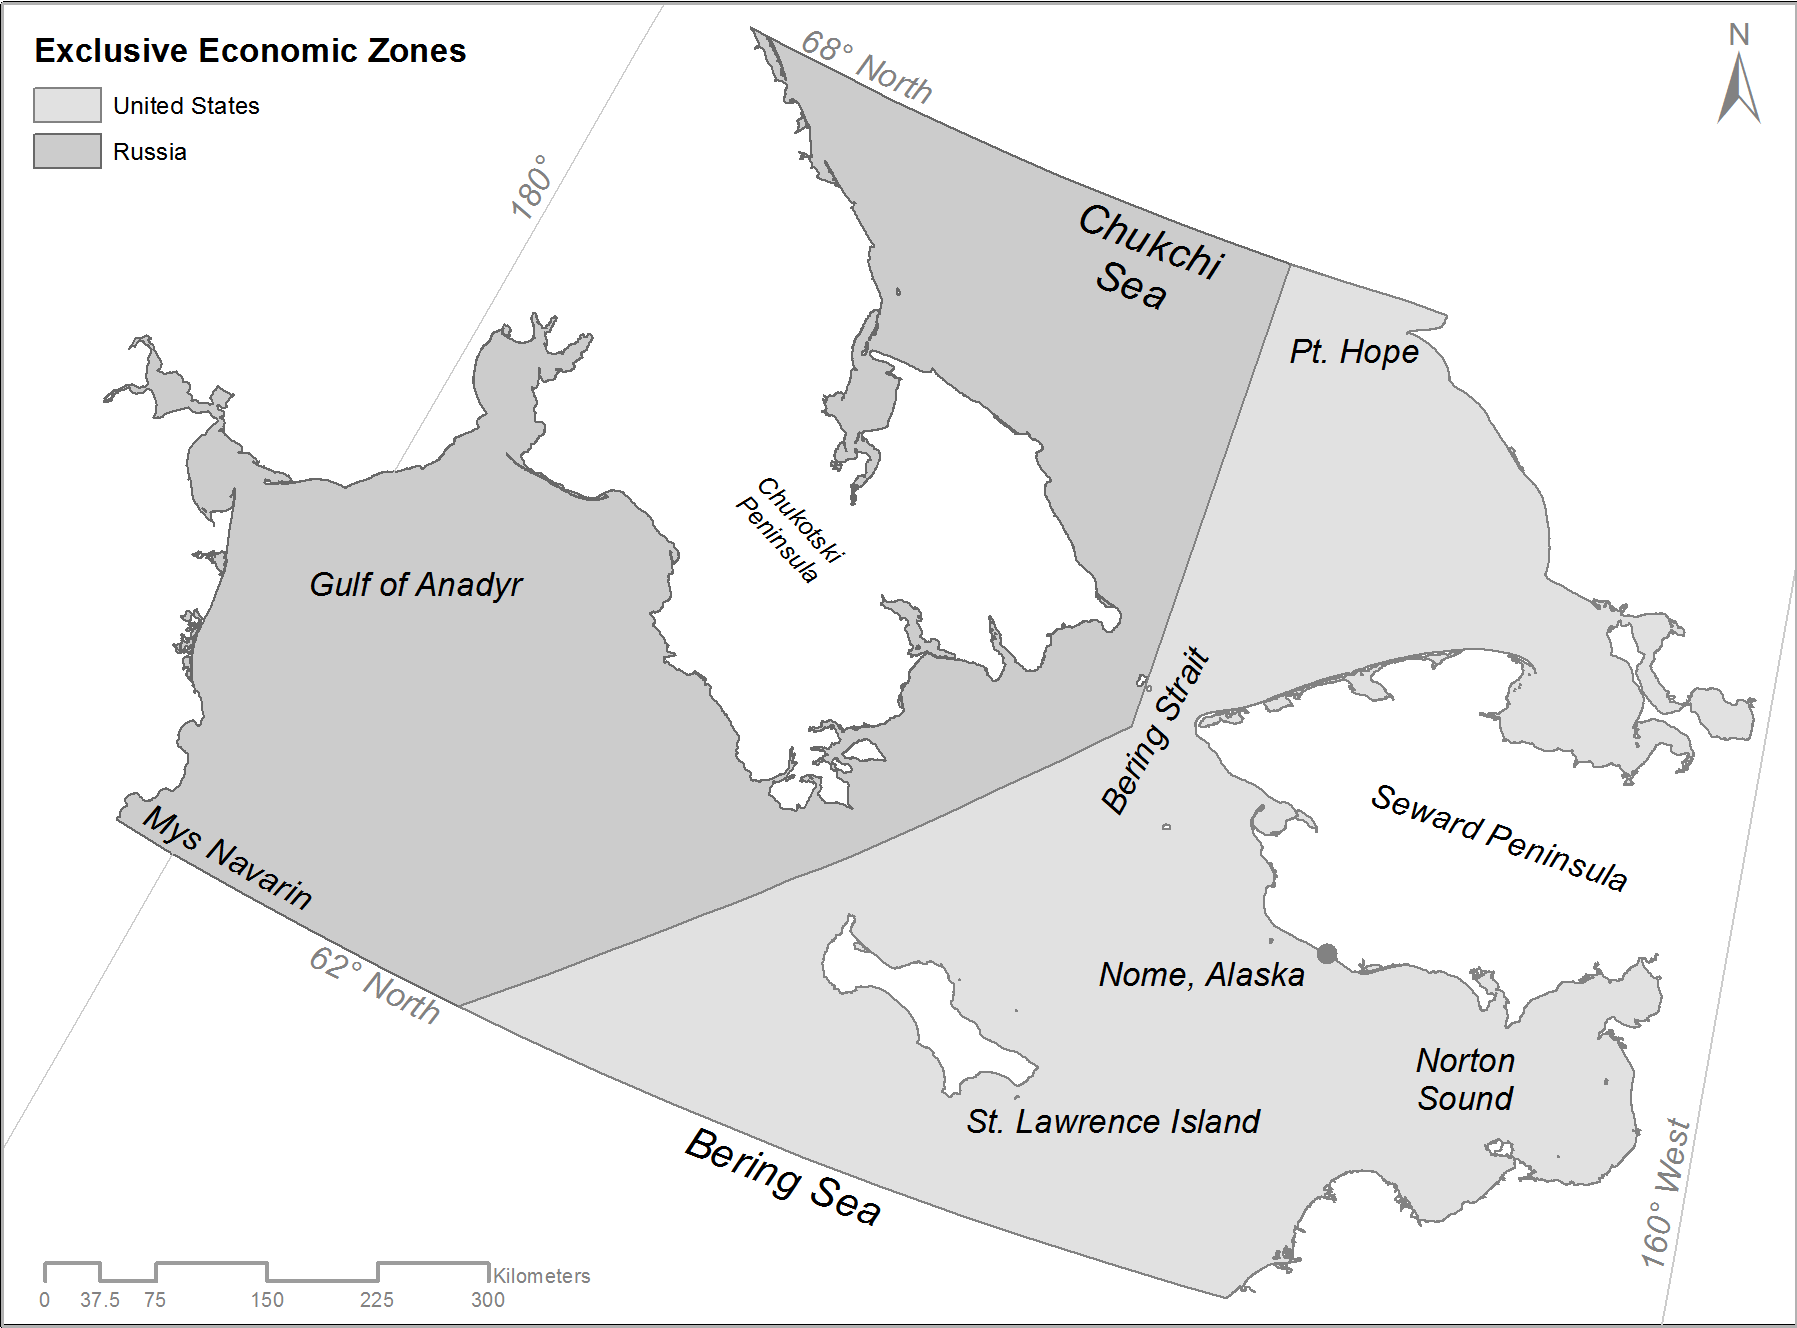 Exclusive Economic Zones
United States
Russia
N
68° North
180°
Chukchi
Sea
Pt. Hope
Chukotski
Peninsula
Gulf of Anadyr
Bering Strait
Seward Peninsula
Mys Navarin
62° North
Nome, Alaska
Norton
Sound
St. Lawrence Island
Bering Sea
160° West
Kilometers
0 37.5 75 150 225 300